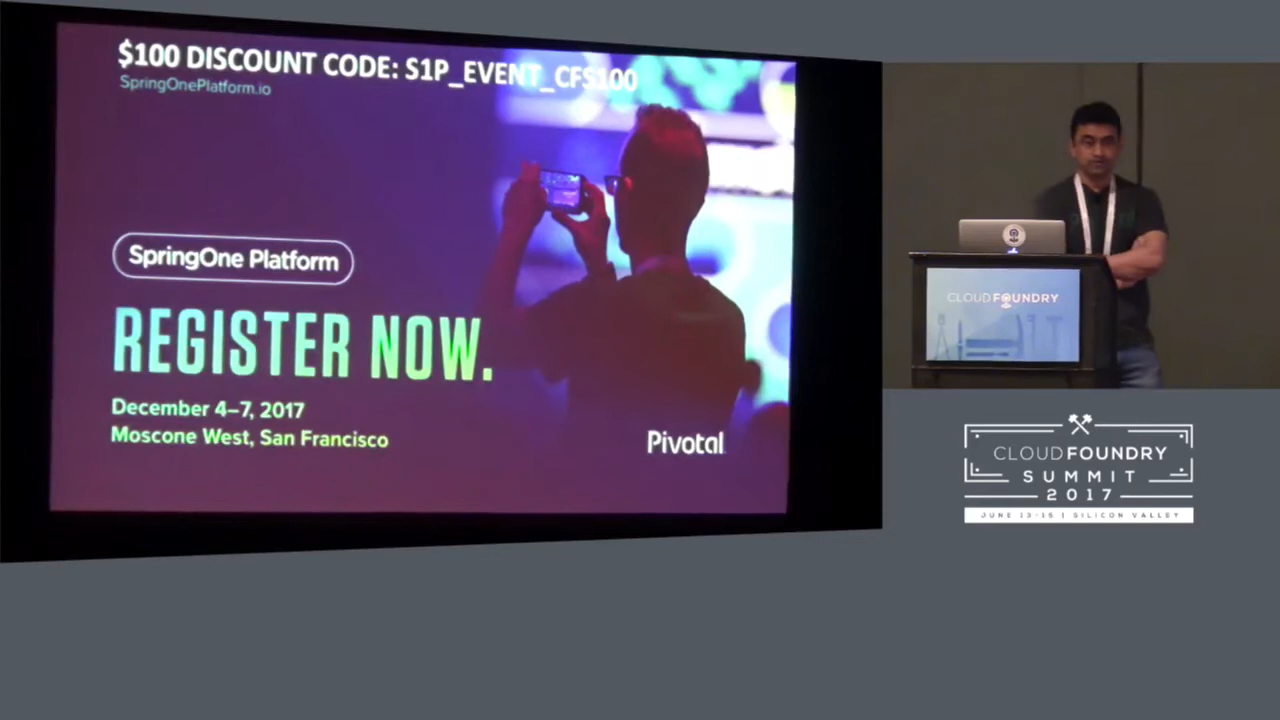 $100 DISCOUNT CODE: S1P_EVENT_CFS100
SpringOnePlatform.io
SpringOne Platform
REGISTER NOW.
December 4–7, 2017
Moscone West, San Francisco
Pivotal
CLOUD FOUNDRY
CLOUD FOUNDRY
SUMMIT
2017
JUNE 13-15 | SILICON VALLEY